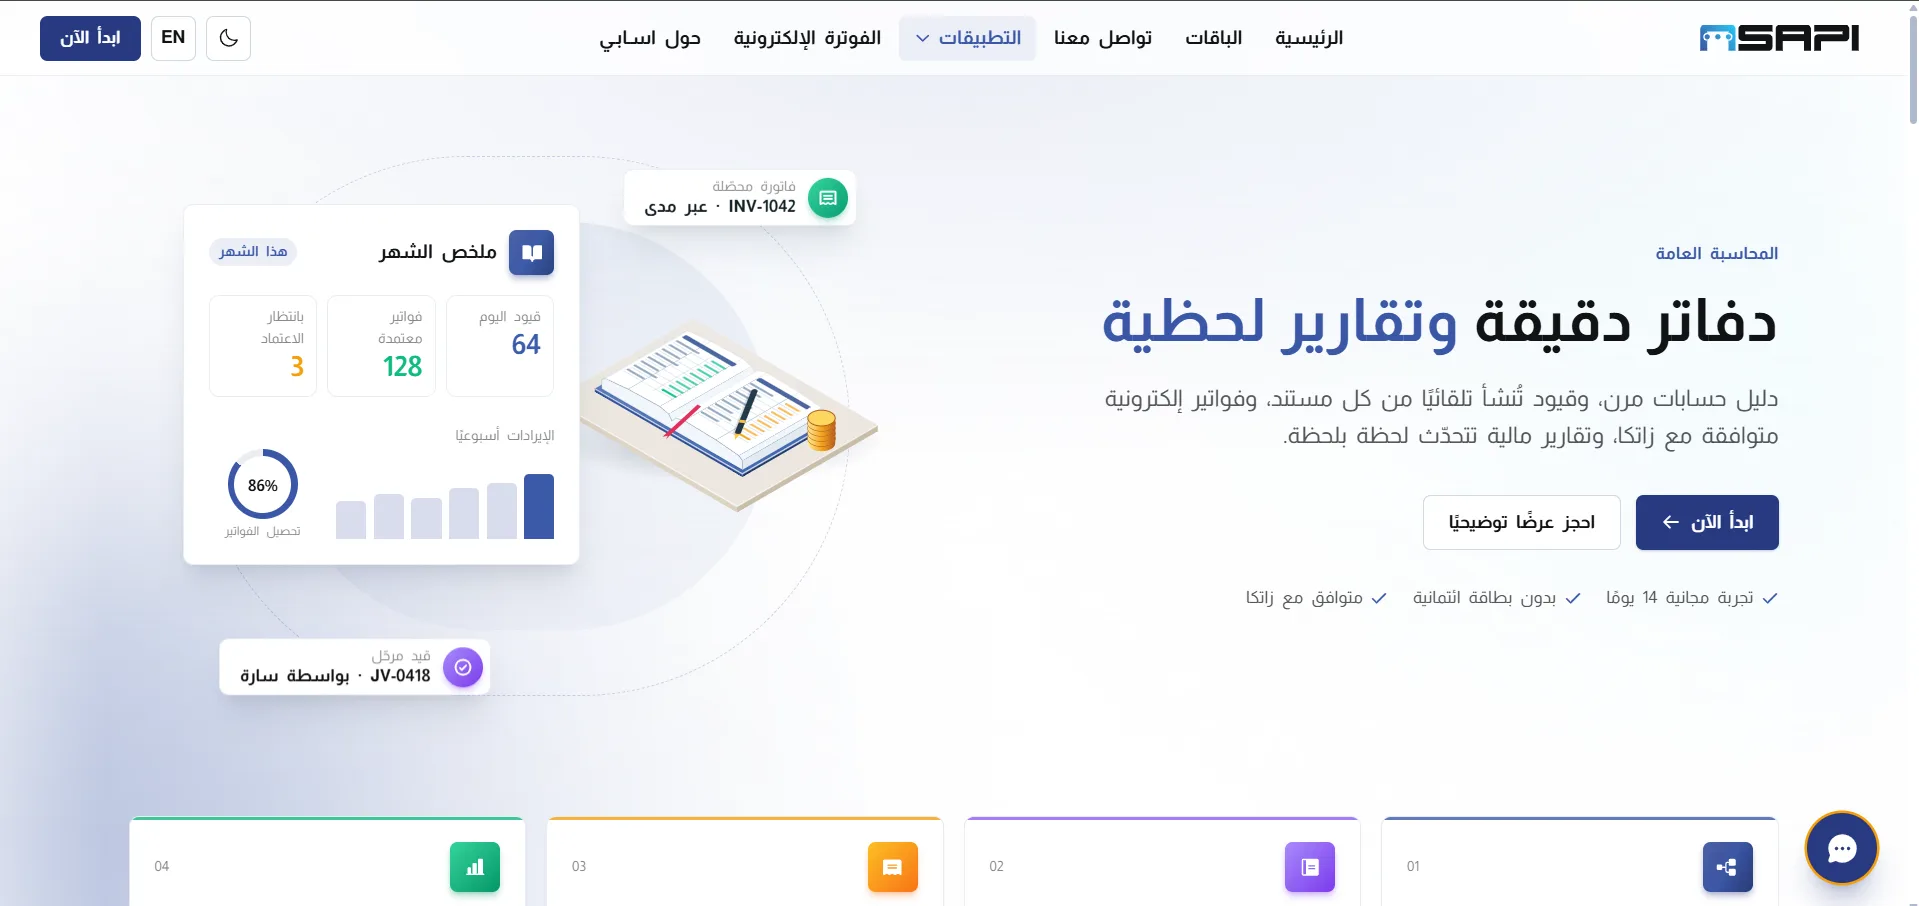 ASAPI
الرئيسية
الباقات
تواصل معنا
التطبيقات
الفوترة الإلكترونية
حول اسابي
EN
ابدأ الآن
المحاسبة العامة
دفاتر دقيقة وتقارير لحظية
دليل حسابات مرن، وقيود تُنشأ تلقائيًا من كل مستند، وفواتير إلكترونية
متوافقة مع زاتكا، وتقارير مالية تتحدّث لحظة بلحظة.
ابدأ الآن
احجز عرضًا توضيحيًا
تجربة مجانية 14 يومًا
بدون بطاقة ائتمانية
متوافق مع زاتكا
فاتورة محصّلة
INV-1042 · عبر مدى
ملخص الشهر
هذا الشهر
قيود اليوم
64
فواتير
معتمدة
128
بانتظار
الاعتماد
3
الإيرادات أسبوعيًا
86%
تحصيل الفواتير
قيد مرحّل
JV-0418 · بواسطة سارة
01
02
03
04